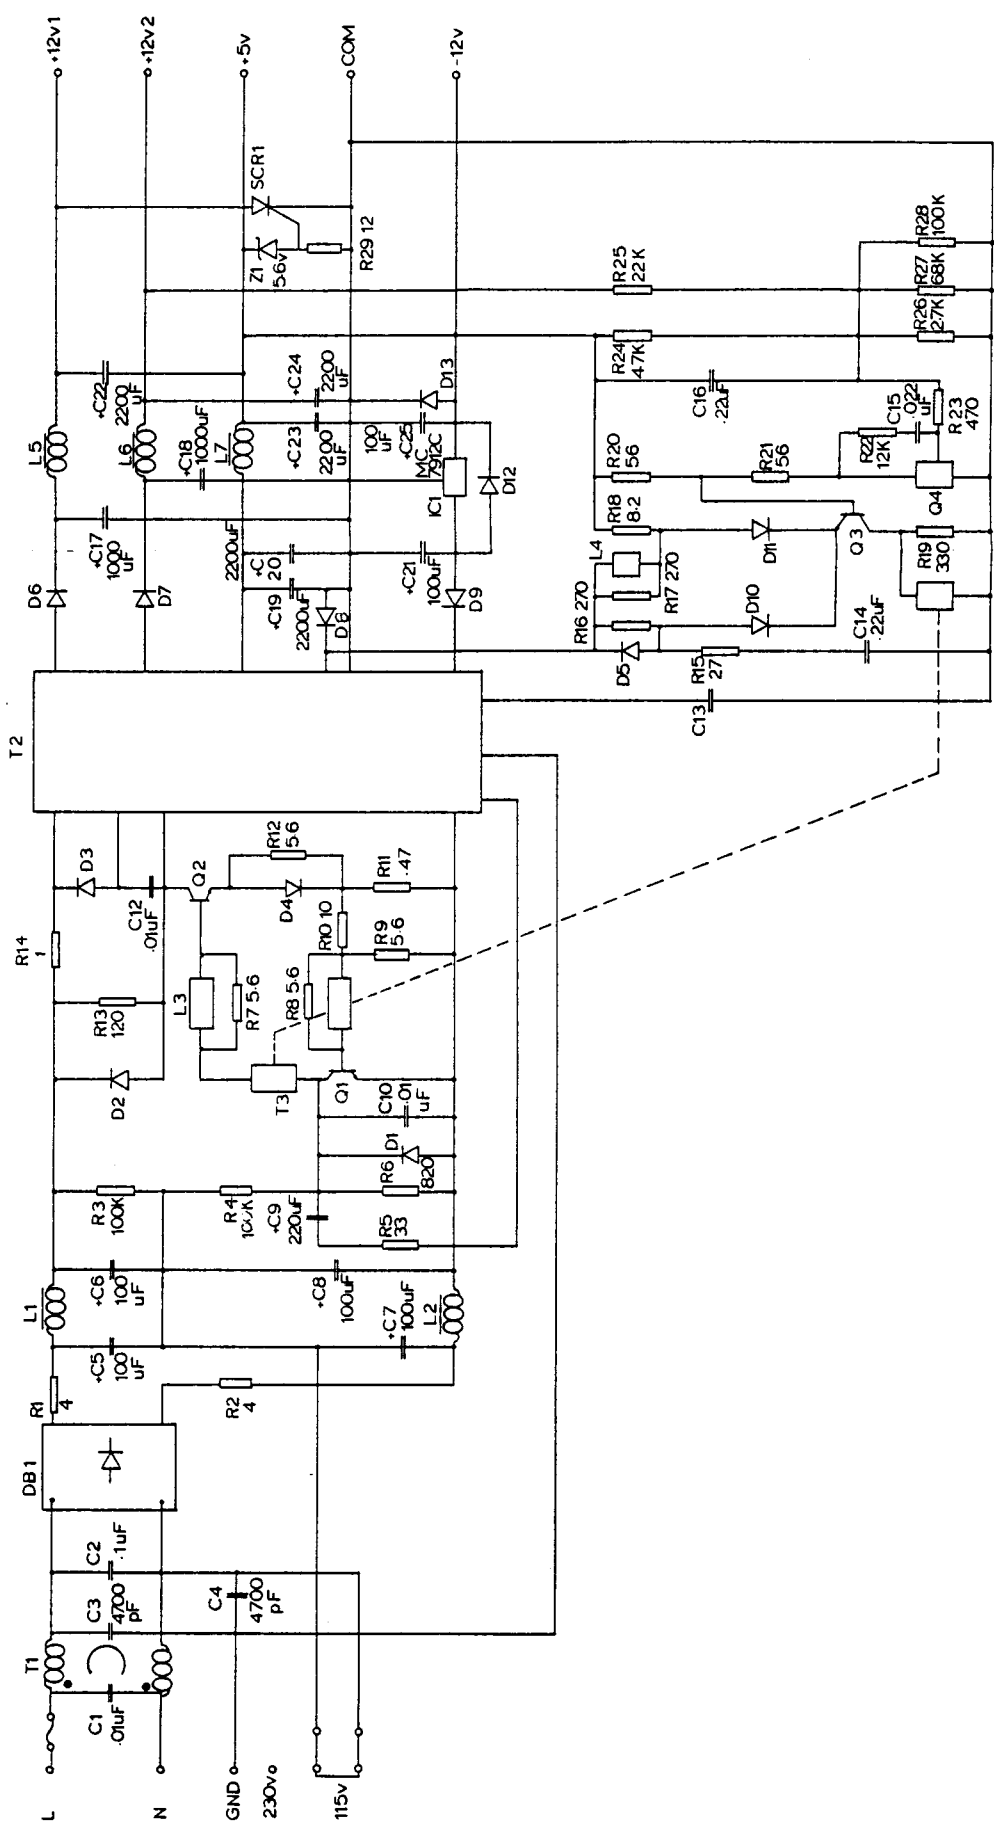 +12v1
+12v2
+5v
COM
-12v
SCR1
Z1
5·6v
R29 12
R25
22K
R28
100K
R27
68K
R26
2·7K
R24
4·7K
L5
+C22
2200
uF
L6
+C18
1000uF
L7
+C24
2200
uF
+C23
2200
uF
D13
100
uF
+C25
MC
7912C
IC1
D12
C16
·22uF
C15
·022
uF
R23
470
R22
12K
R20
56
R21
56
Q4
R18
8·2
L4
270
R17
D11
Q3
R19
330
D6
+C17
1000
uF
D7
2200uF
+C
20
+C19
2200uF
D8
+C21
100uF
D9
R16 270
D10
D5
R15
27
C14
·22uF
C13
T2
R14
1
D3
C12
·01uF
Q2
R12
5·6
D4
R11
·47
R10 10
R9
5·6
R13
120
L3
R7 5·6
R8 5·6
D2
T3
Q1
C10
·01
uF
D1
R6
820
R3
100K
R4
100K
+C9
220uF
R5
33
L1
+C6
100
uF
+C8
100uF
L2
+C5
100
uF
+C7
100uF
R1
4
R2
4
DB1
C2
·1uF
C3
4700
pF
C4
4700
pF
T1
C1
·01uF
L
N
GND
230v
115v